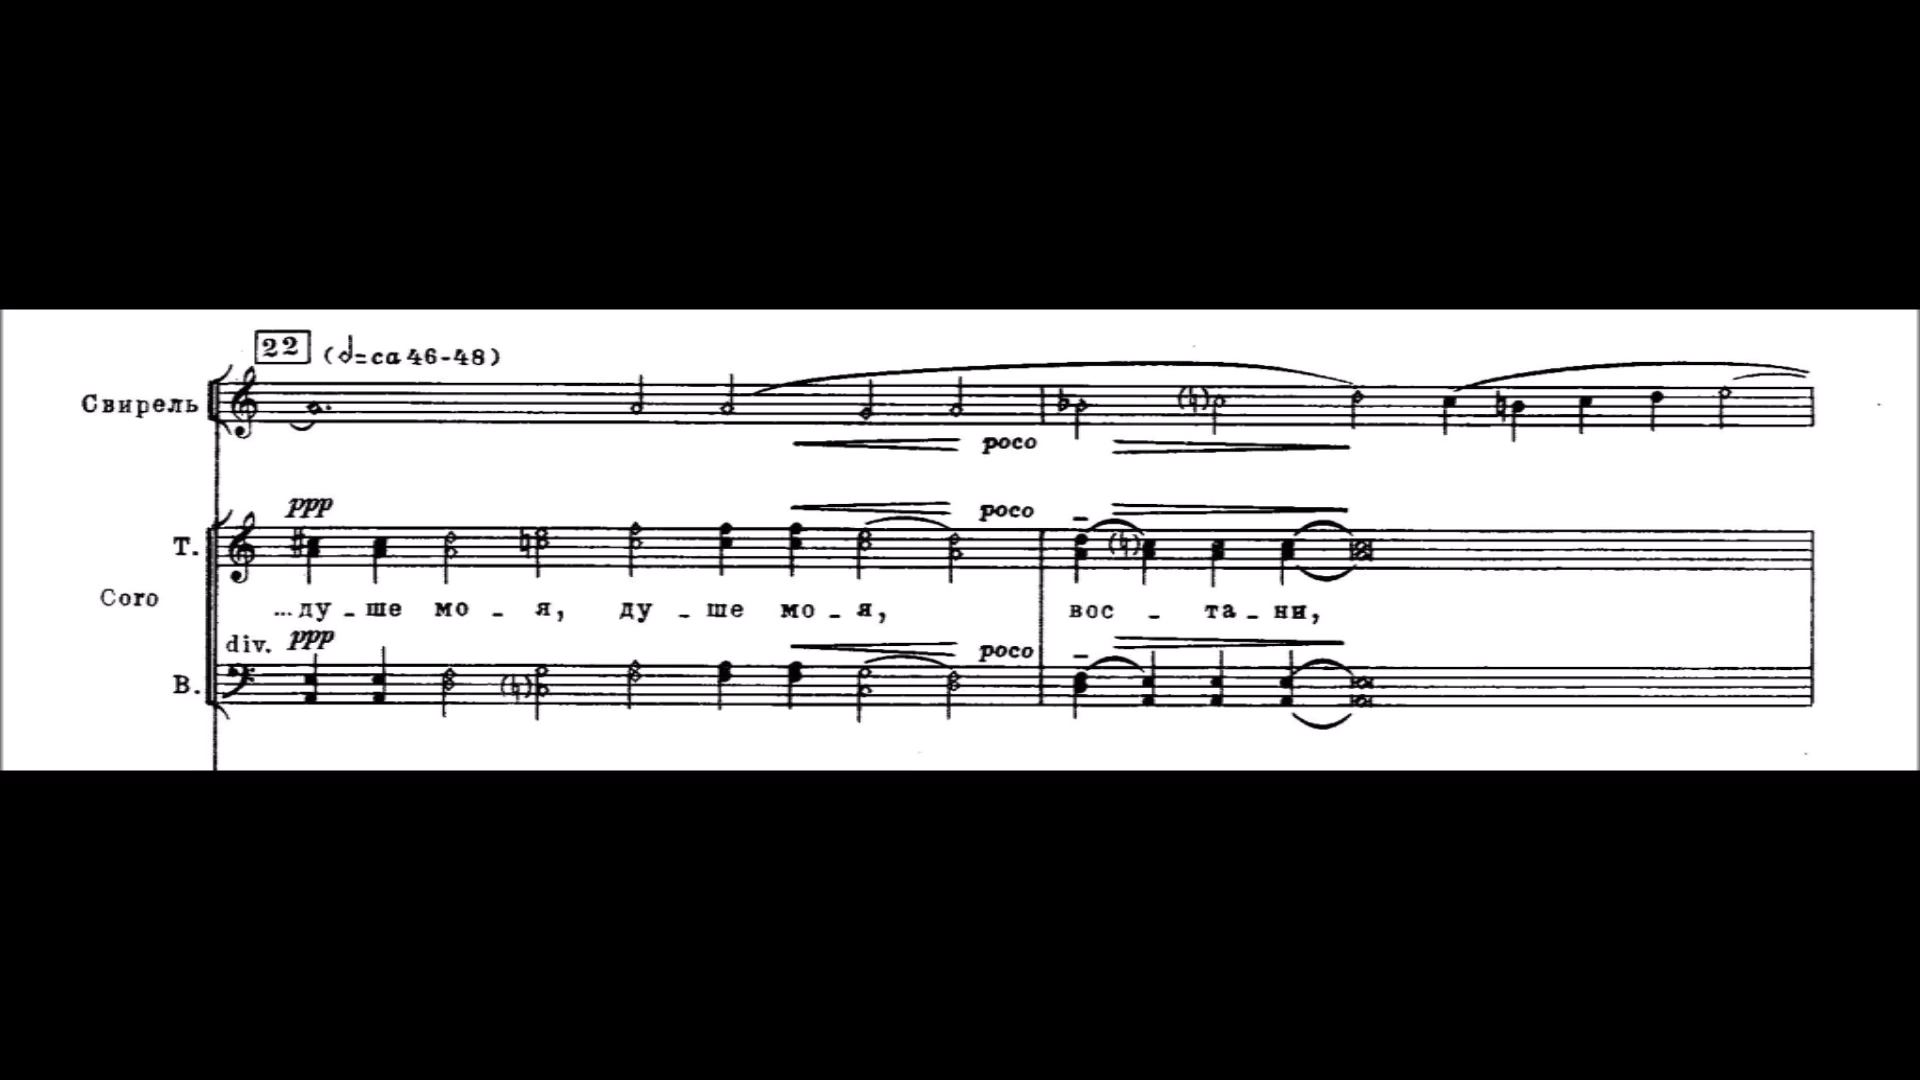 22 (𝅗𝅥=ca 46-48)
Свирель
poco
ppp
poco
Т.
Coro
...ду - ше мо - я, ду - ше мо - я, вос - та - ни,
div. ppp
poco
В.